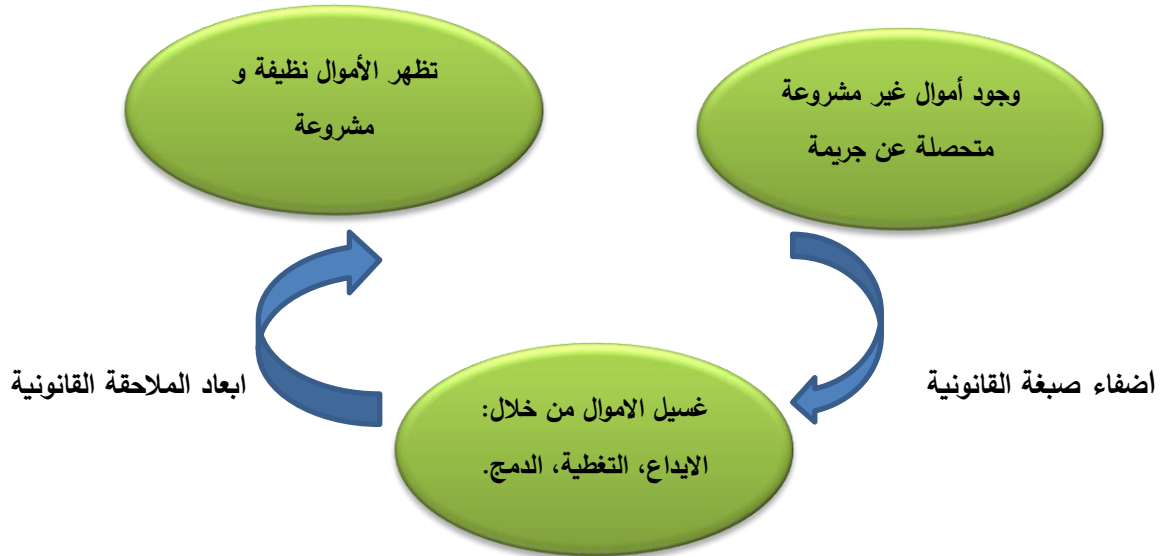 وجود أموال غير مشروعة
متحصلة عن جريمة
تظهر الأموال نظيفة و
مشروعة
اضفاء صبغة القانونية
غسيل الاموال من خلال:
الايداع، التغطية، الدمج.
ابعاد الملاحقة القانونية